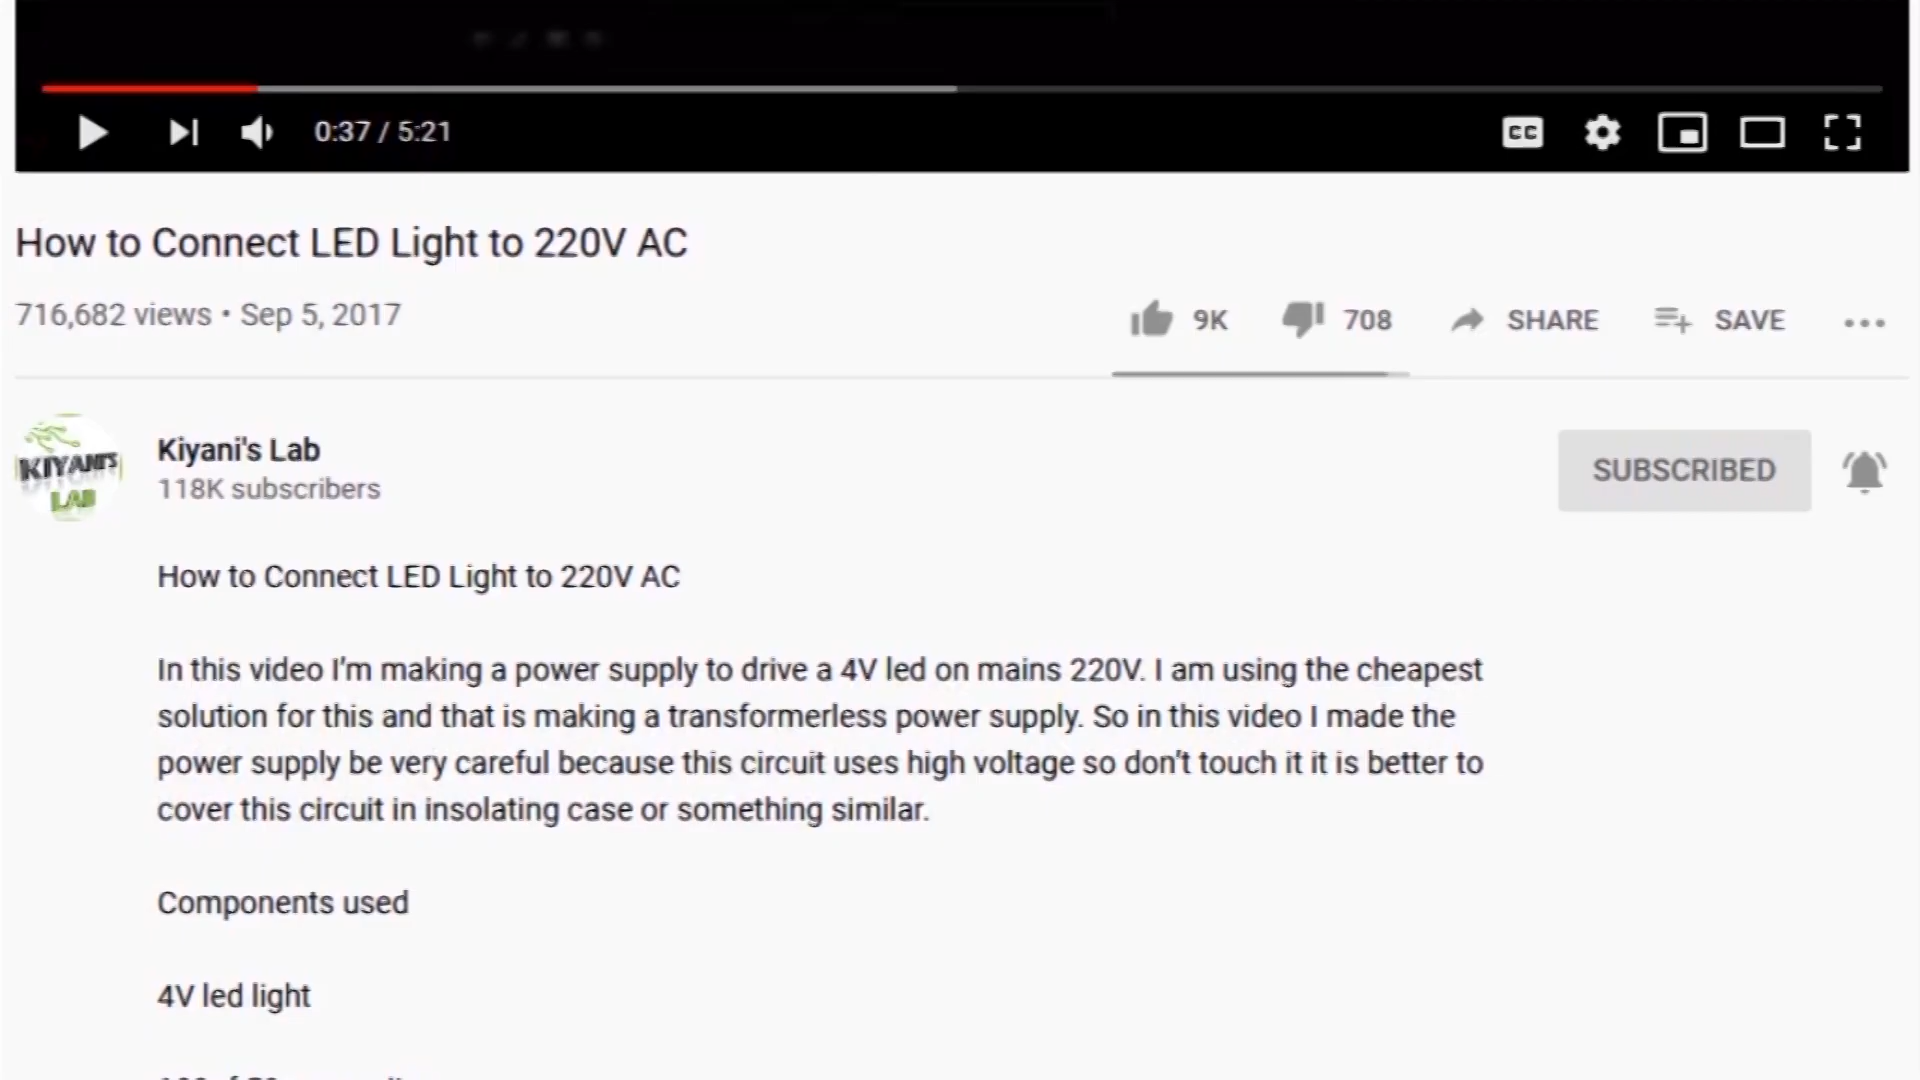 0:37 / 5:21
CC
How to Connect LED Light to 220V AC
716,682 views • Sep 5, 2017
9K
708
SHARE
SAVE
KIYANI'S
LAB
Kiyani's Lab
118K subscribers
SUBSCRIBED
How to Connect LED Light to 220V AC
In this video I'm making a power supply to drive a 4V led on mains 220V. I am using the cheapest
solution for this and that is making a transformerless power supply. So in this video I made the
power supply be very careful because this circuit uses high voltage so don't touch it it is better to
cover this circuit in insolating case or something similar.
Components used
4V led light